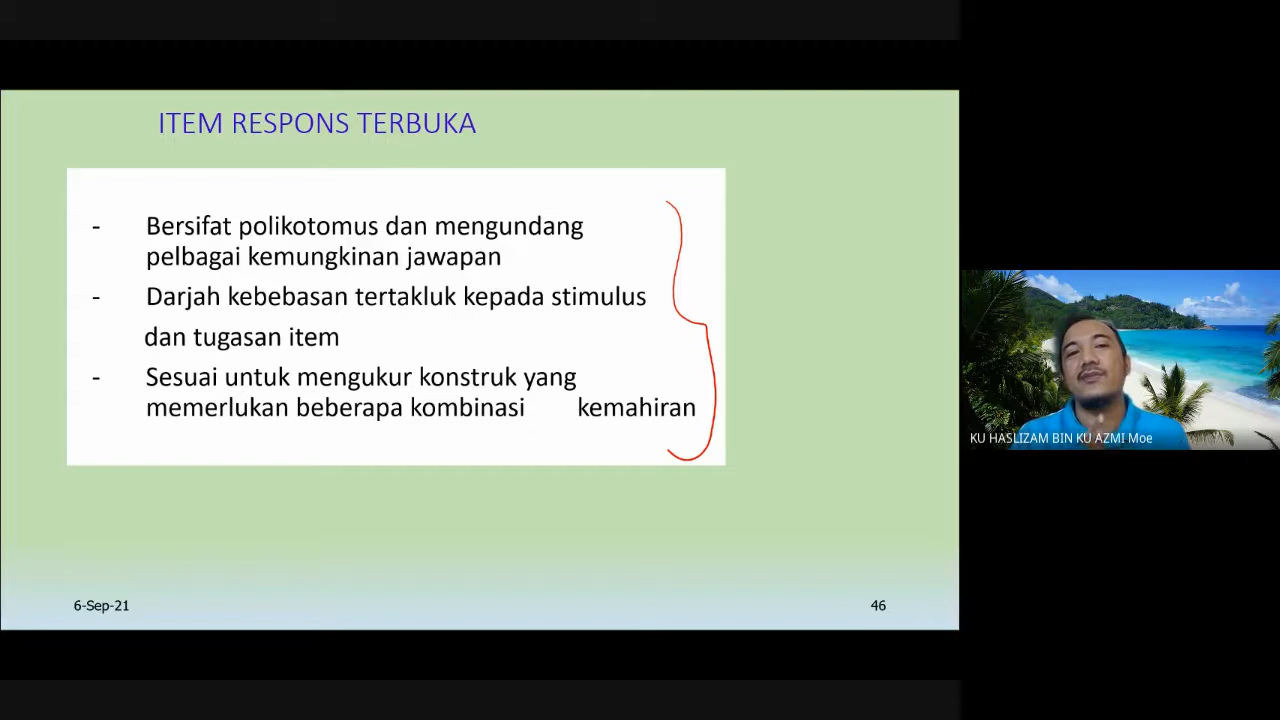 ITEM RESPONS TERBUKA
- Bersifat polikotomus dan mengundang
pelbagai kemungkinan jawapan
- Darjah kebebasan tertakluk kepada stimulus
dan tugasan item
- Sesuai untuk mengukur konstruk yang
memerlukan beberapa kombinasi kemahiran
6-Sep-21
46
KU HASLIZAM BIN KU AZMI Moe